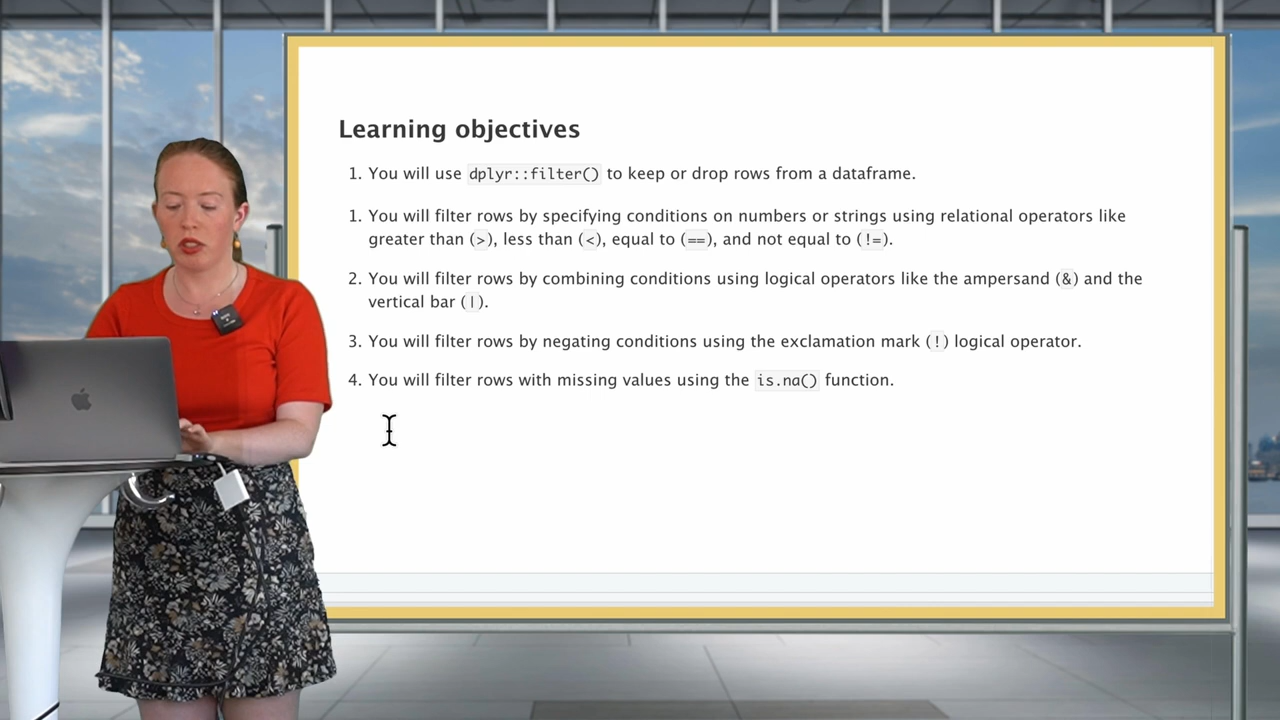 Learning objectives
1. You will use dplyr::filter() to keep or drop rows from a dataframe.
1. You will filter rows by specifying conditions on numbers or strings using relational operators like
greater than (>), less than (<), equal to (==), and not equal to (!=).
2. You will filter rows by combining conditions using logical operators like the ampersand (&) and the
vertical bar (|).
3. You will filter rows by negating conditions using the exclamation mark (!) logical operator.
4. You will filter rows with missing values using the is.na() function.